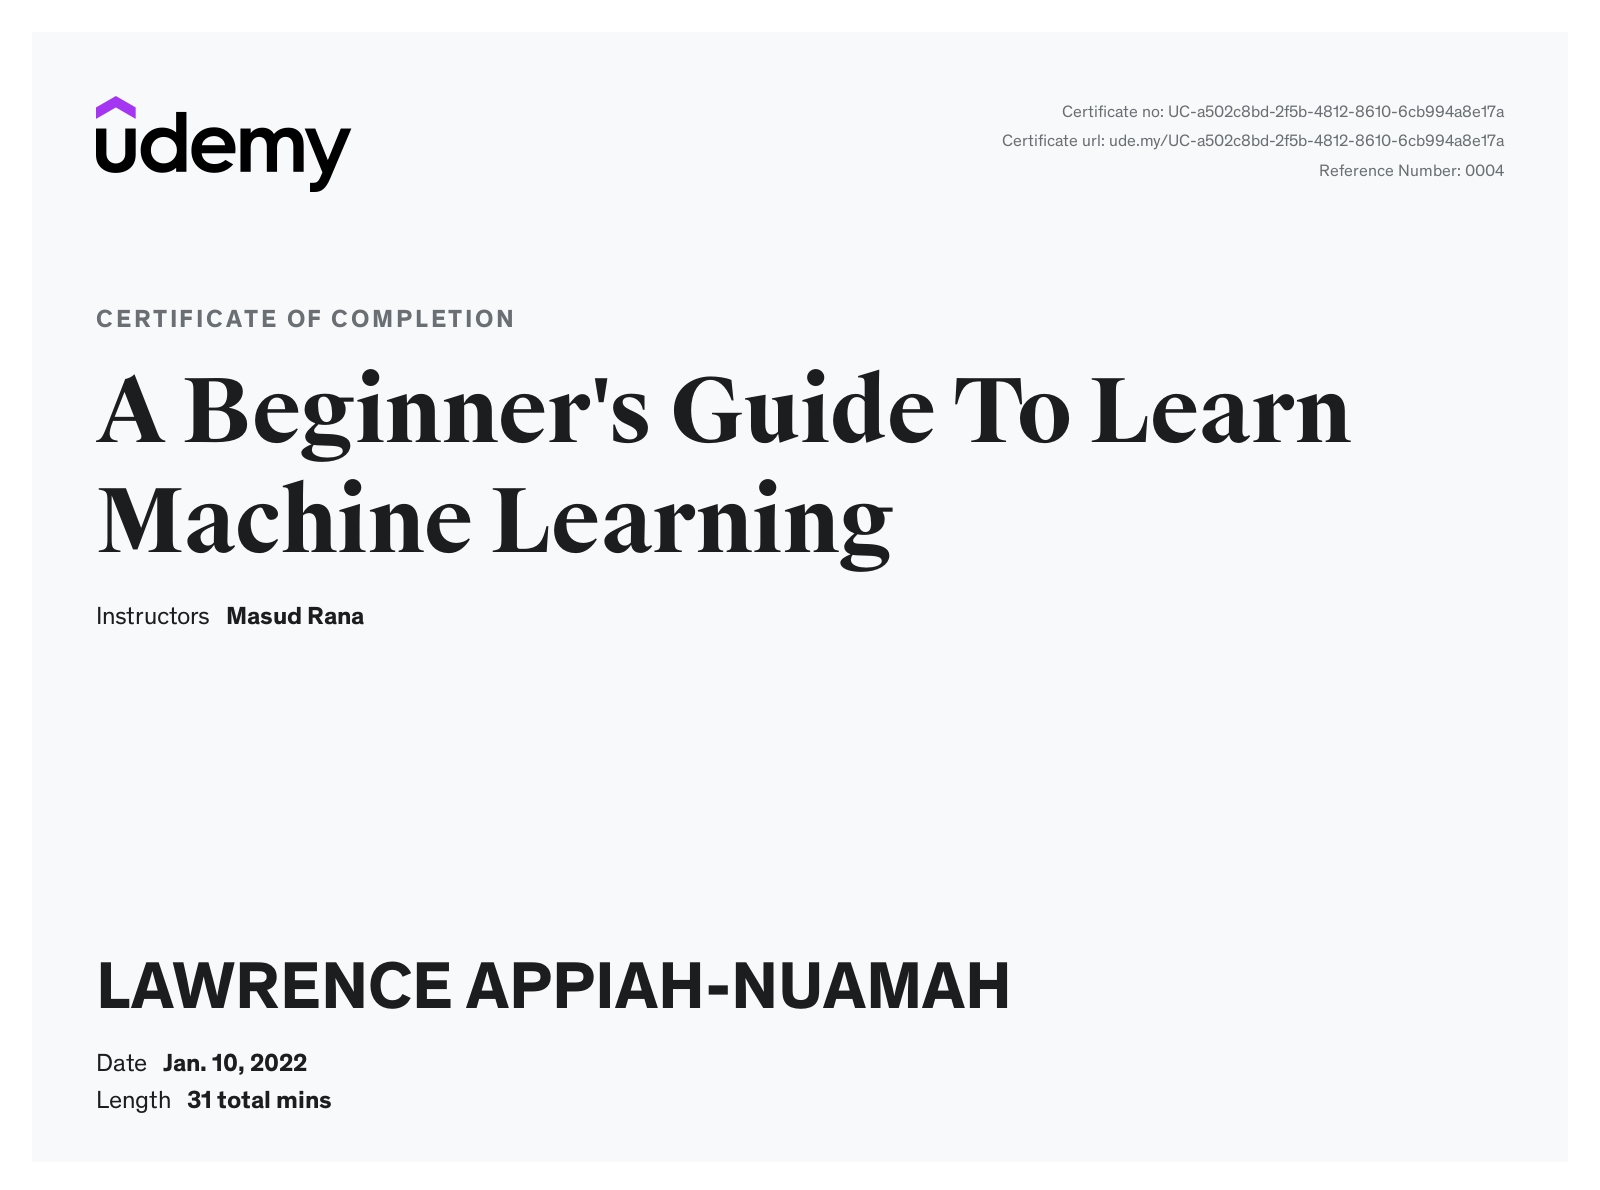 udemy
Certificate no: UC-a502c8bd-2f5b-4812-8610-6cb994a8e17a
Certificate url: ude.my/UC-a502c8bd-2f5b-4812-8610-6cb994a8e17a
Reference Number: 0004
CERTIFICATE OF COMPLETION
A Beginner's Guide To Learn
Machine Learning
Instructors Masud Rana
LAWRENCE APPIAH-NUAMAH
Date Jan. 10, 2022
Length 31 total mins